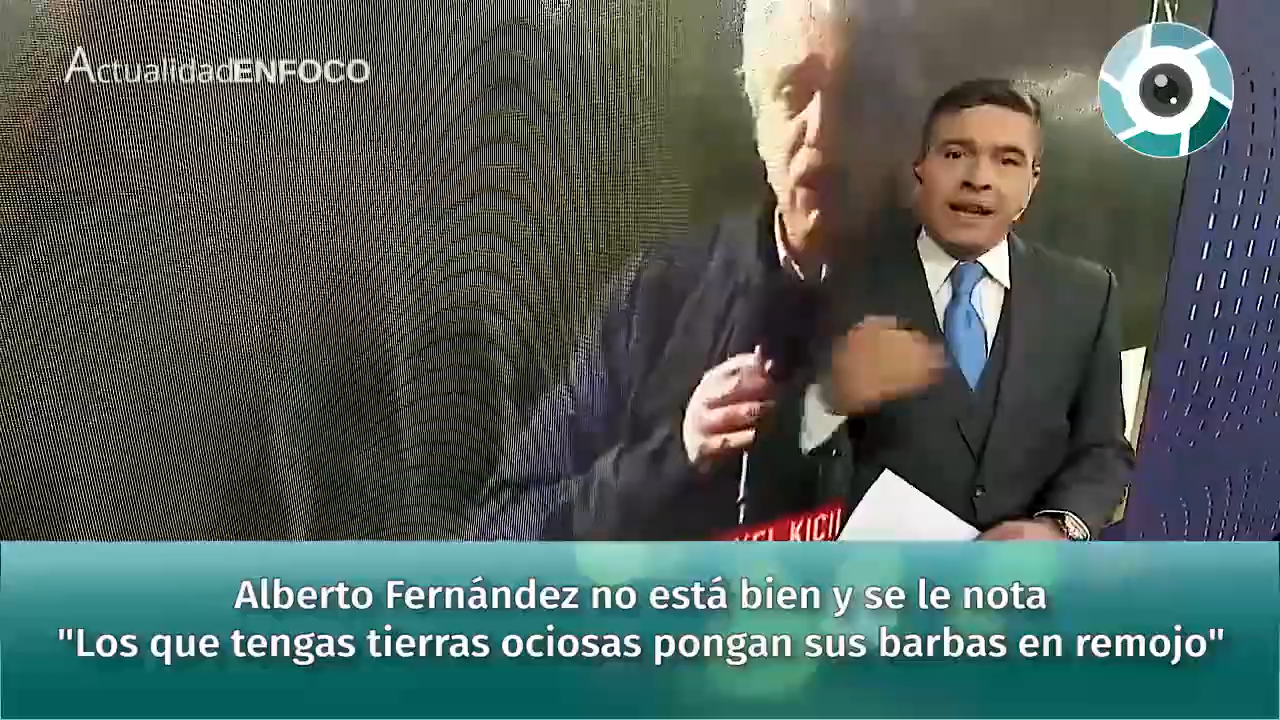 ActualidadENFOCO
KICIL
Alberto Fernández no está bien y se le nota
"Los que tengas tierras ociosas pongan sus barbas en remojo"